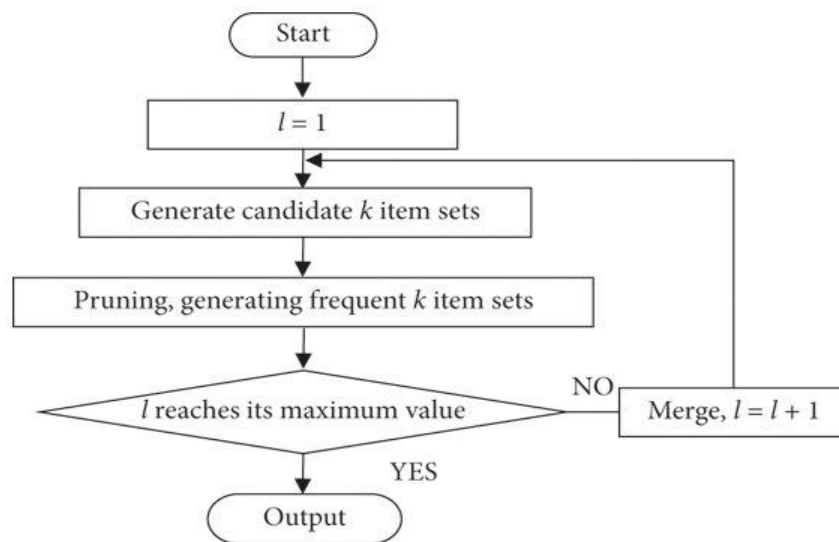 Start
l = 1
Generate candidate k item sets
Pruning, generating frequent k item sets
l reaches its maximum value
NO
Merge, l = l + 1
YES
Output